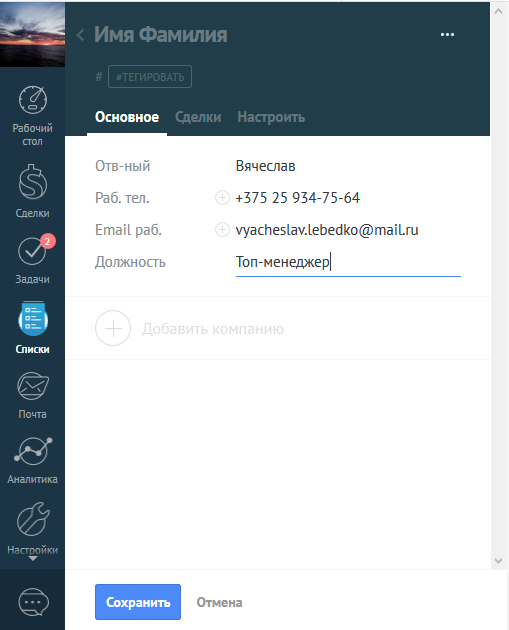 Имя Фамилия
# #ТЕГИРОВАТЬ
Основное Сделки Настроить
Отв-ный Вячеслав
Раб. тел. +375 25 934-75-64
Email раб. vyacheslav.lebedko@mail.ru
Должность Топ-менеджер
Добавить компанию
Сохранить Отмена
Рабочий
стол
Сделки
2
Задачи
Списки
Почта
Аналитика
Настройки